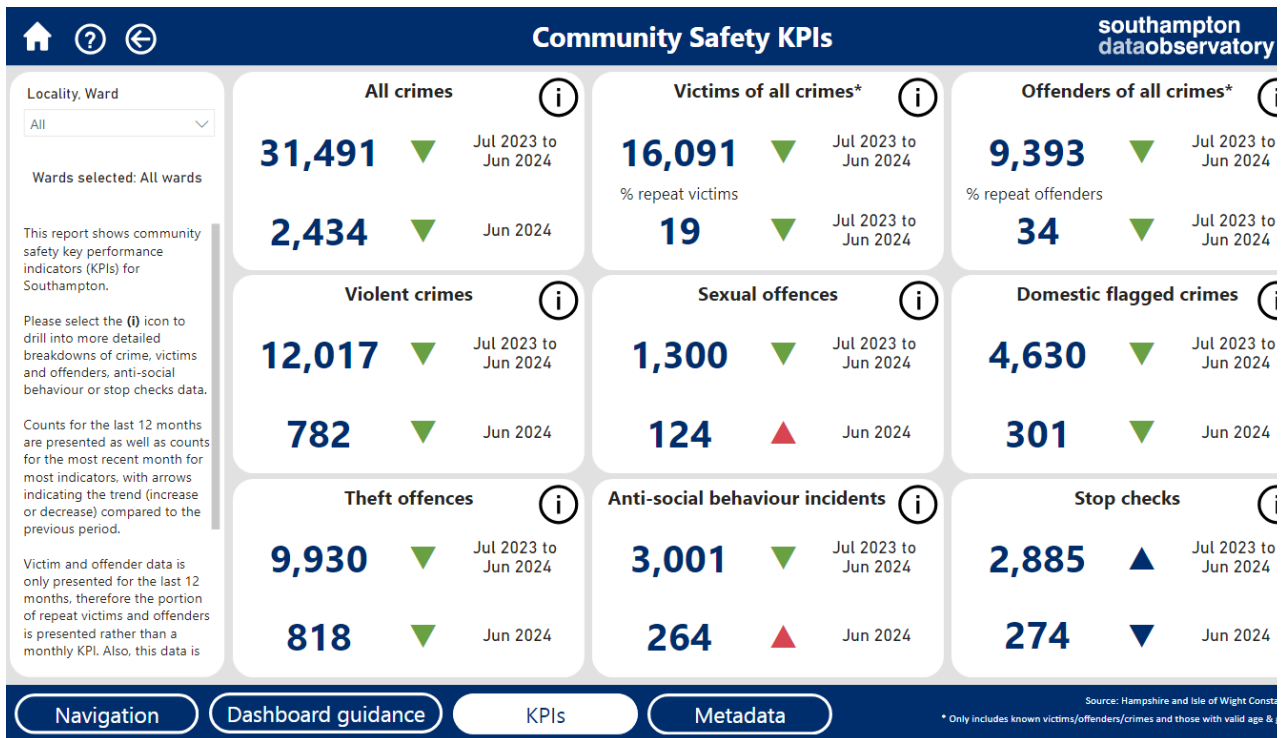 Community Safety KPIs
southampton
dataobservatory
Locality, Ward
All
Wards selected: All wards
This report shows community
safety key performance
indicators (KPIs) for
Southampton.
Please select the (i) icon to
drill into more detailed
breakdowns of crime, victims
and offenders, anti-social
behaviour or stop checks data.
Counts for the last 12 months
are presented as well as counts
for the most recent month for
most indicators, with arrows
indicating the trend (increase
or decrease) compared to the
previous period.
Victim and offender data is
only presented for the last 12
months, therefore the portion
of repeat victims and offenders
is presented rather than a
monthly KPI. Also, this data is
All crimes
31,491
Jul 2023 to
Jun 2024
2,434
Jun 2024
Victims of all crimes*
16,091
Jul 2023 to
Jun 2024
% repeat victims
19
Jul 2023 to
Jun 2024
Offenders of all crimes*
9,393
Jul 2023 to
Jun 2024
% repeat offenders
34
Jul 2023 to
Jun 2024
Violent crimes
12,017
Jul 2023 to
Jun 2024
782
Jun 2024
Sexual offences
1,300
Jul 2023 to
Jun 2024
124
Jun 2024
Domestic flagged crimes
4,630
Jul 2023 to
Jun 2024
301
Jun 2024
Theft offences
9,930
Jul 2023 to
Jun 2024
818
Jun 2024
Anti-social behaviour incidents
3,001
Jul 2023 to
Jun 2024
264
Jun 2024
Stop checks
2,885
Jul 2023 to
Jun 2024
274
Jun 2024
Navigation
Dashboard guidance
KPIs
Metadata
Source: Hampshire and Isle of Wight
* Only includes known victims/offenders/crimes and those with valid age &